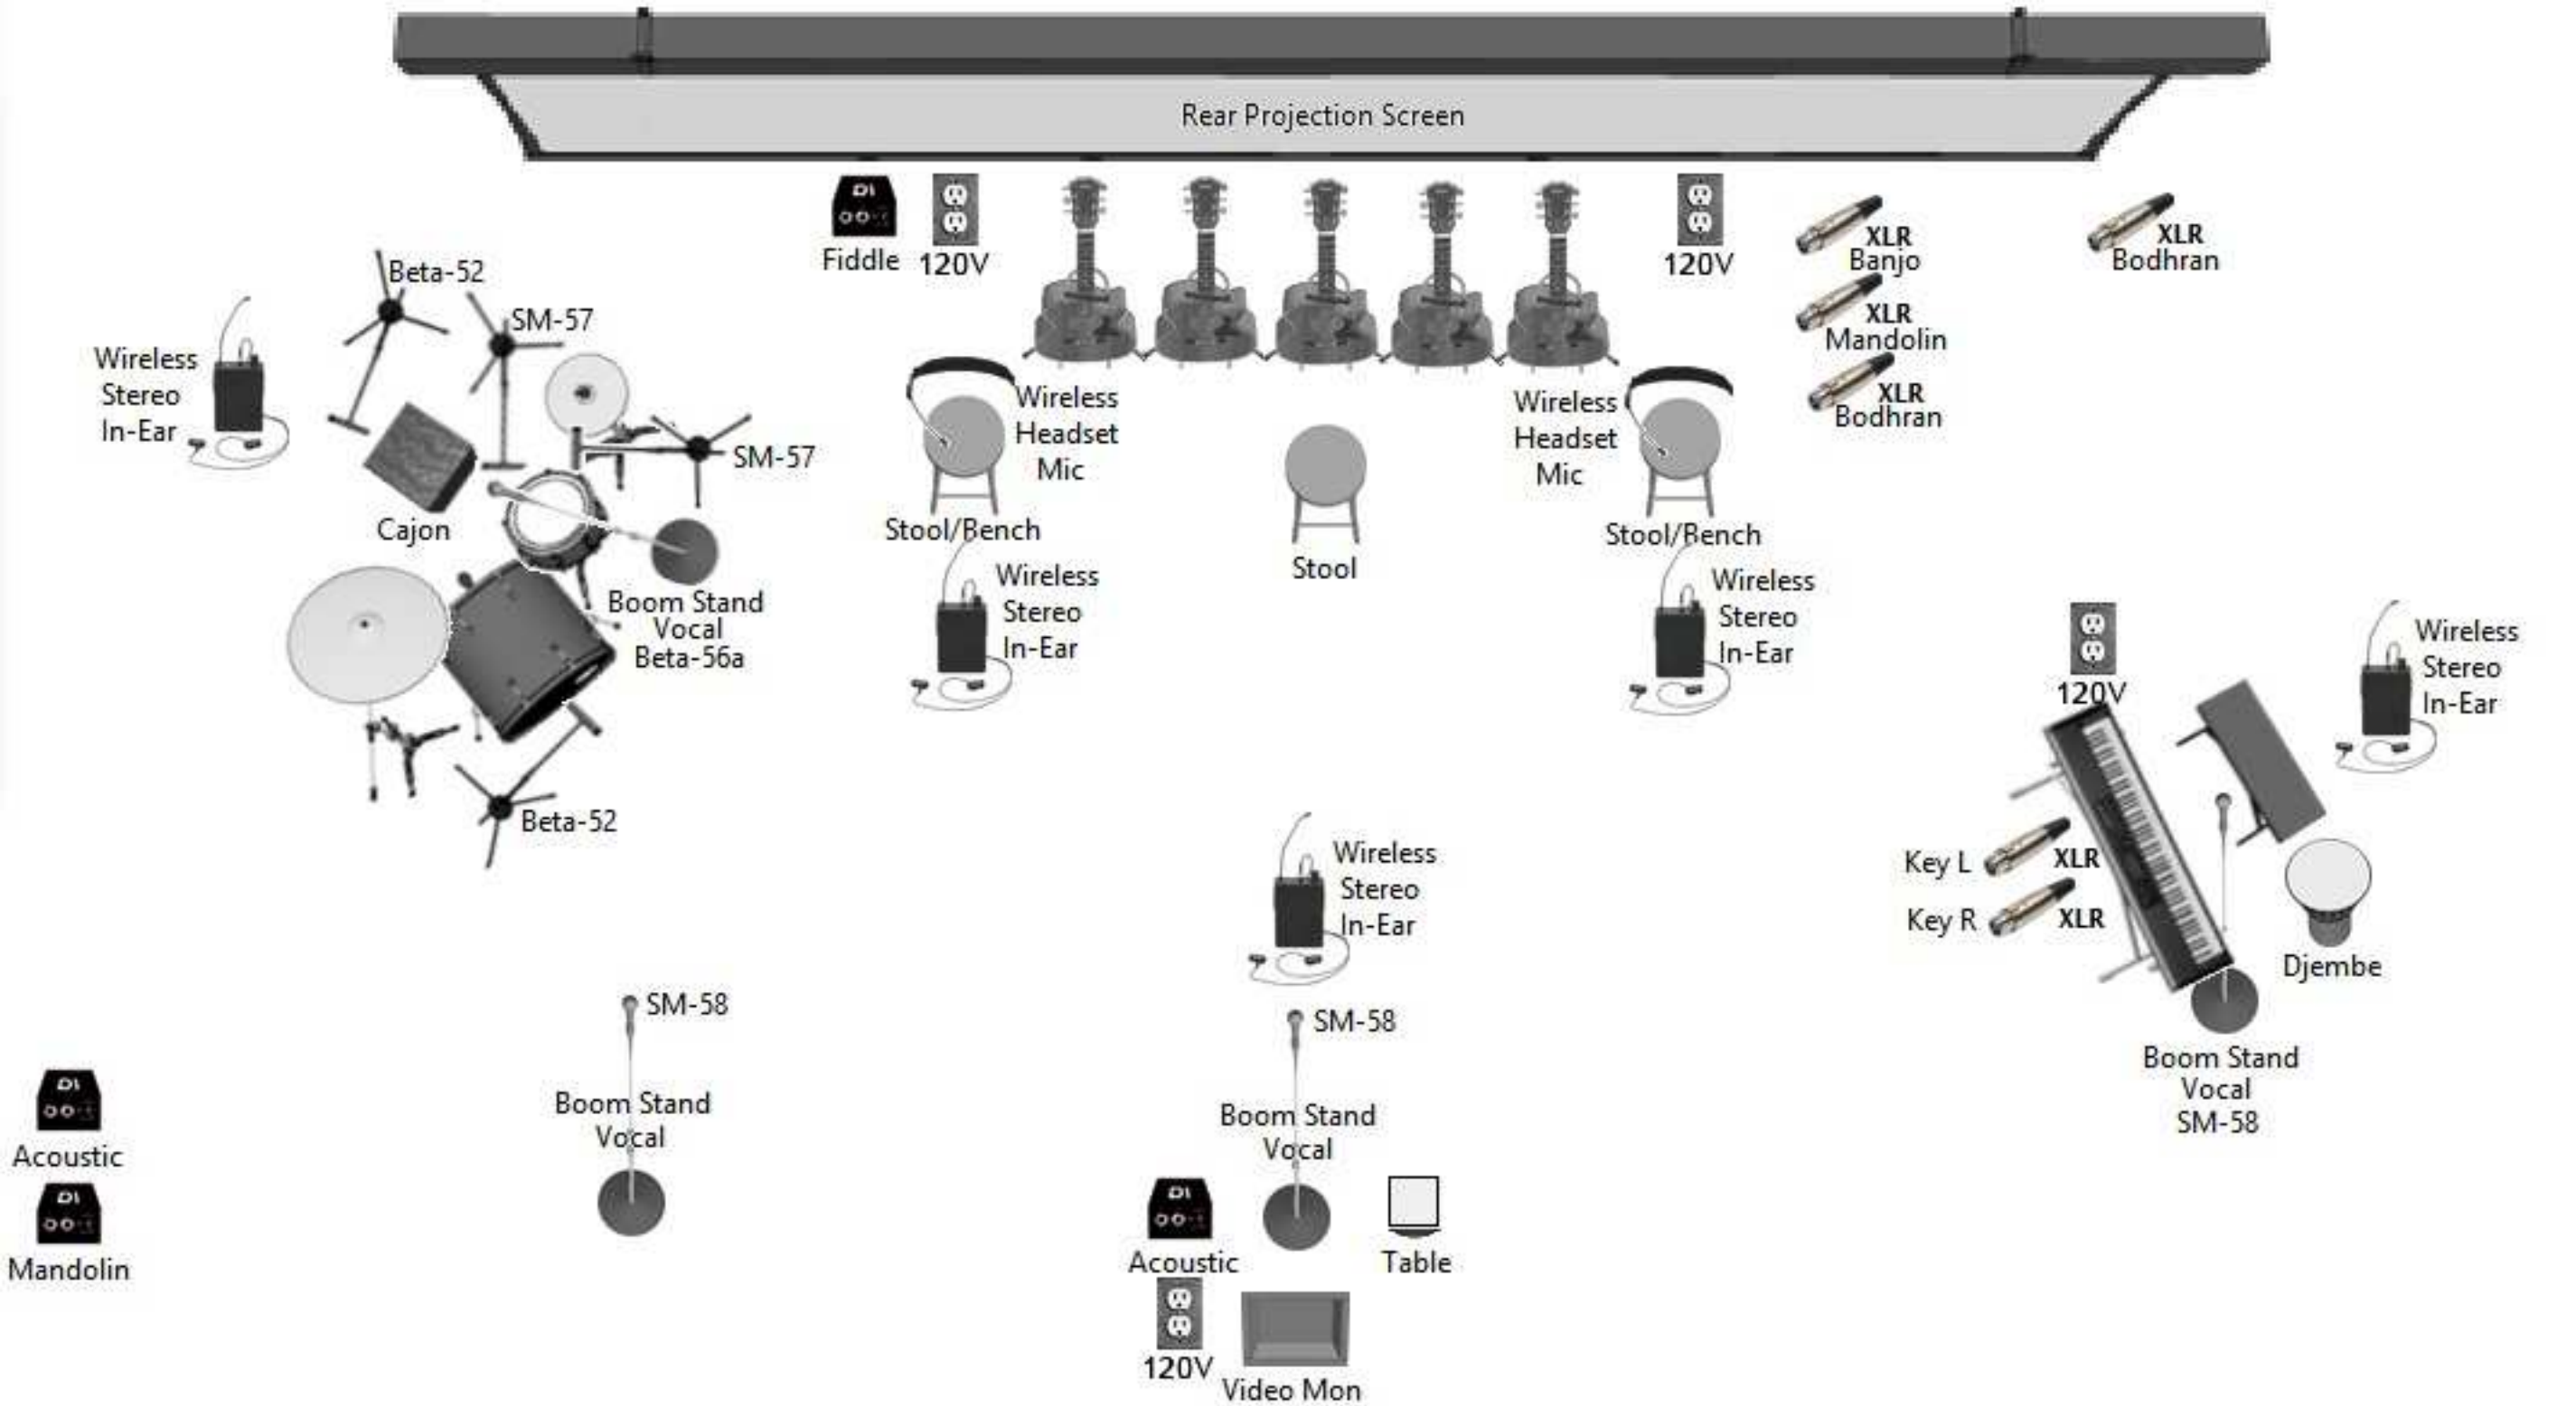 Rear Projection Screen
DI
Fiddle
120V
120V
XLR
Banjo
XLR
Mandolin
XLR
Bodhran
XLR
Bodhran
Beta-52
SM-57
SM-57
Wireless
Stereo
In-Ear
Cajon
Boom Stand
Vocal
Beta-56a
Beta-52
Wireless
Headset
Mic
Stool/Bench
Wireless
Stereo
In-Ear
Stool
Wireless
Headset
Mic
Stool/Bench
Wireless
Stereo
In-Ear
120V
Wireless
Stereo
In-Ear
Key L
XLR
Key R
XLR
Djembe
Boom Stand
Vocal
SM-58
Wireless
Stereo
In-Ear
SM-58
Boom Stand
Vocal
SM-58
Boom Stand
Vocal
DI
Acoustic
DI
Mandolin
DI
Acoustic
Table
120V
Video Mon